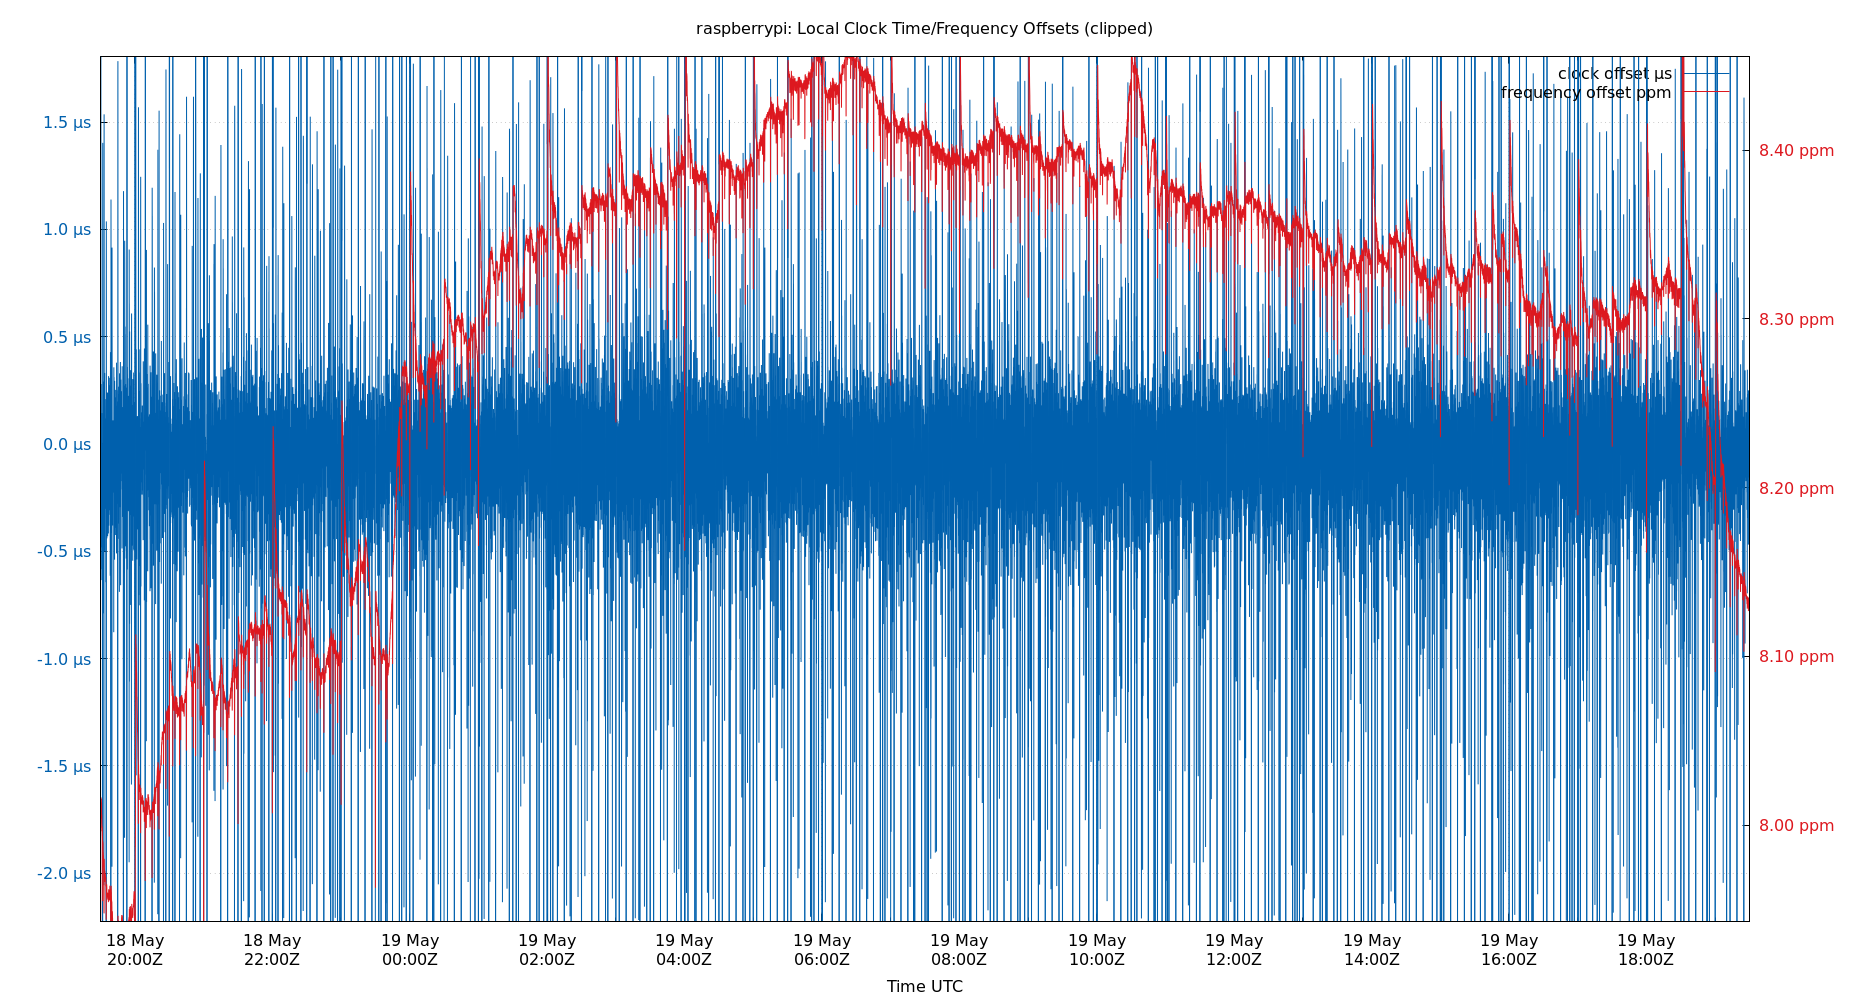 raspberrypi: Local Clock Time/Frequency Offsets (clipped)
clock offset µs
frequency offset ppm
1.5 µs
1.0 µs
0.5 µs
0.0 µs
-0.5 µs
-1.0 µs
-1.5 µs
-2.0 µs
8.40 ppm
8.30 ppm
8.20 ppm
8.10 ppm
8.00 ppm
18 May 18 May 19 May 19 May 19 May 19 May 19 May 19 May 19 May 19 May 19 May 19 May
20:00Z 22:00Z 00:00Z 02:00Z 04:00Z 06:00Z 08:00Z 10:00Z 12:00Z 14:00Z 16:00Z 18:00Z
Time UTC